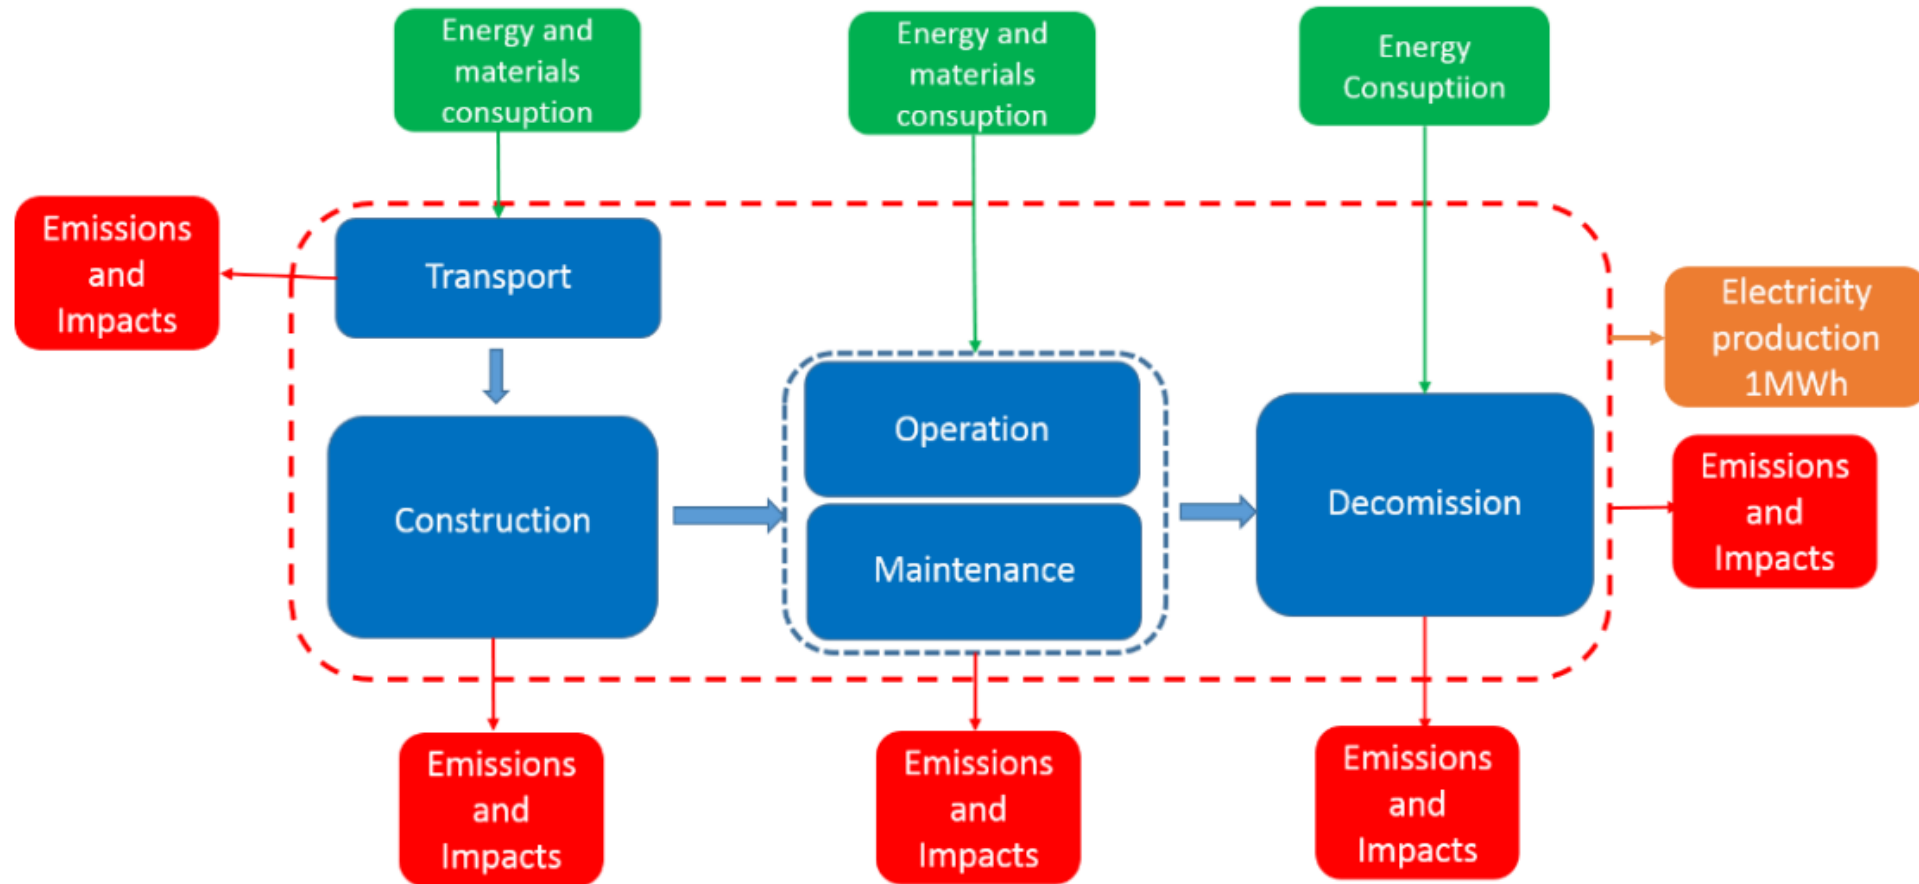 Energy and
materials
consuption
Energy and
materials
consuption
Energy
Consuptiion
Emissions
and
Impacts
Transport
Electricity
production
1MWh
Operation
Construction
Maintenance
Decomission
Emissions
and
Impacts
Emissions
and
Impacts
Emissions
and
Impacts
Emissions
and
Impacts